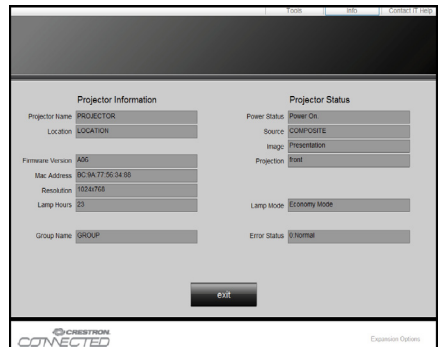 Tools Info Contact IT Help
Projector Information
Projector Name PROJECTOR
Location LOCATION
Firmware Version A06
Mac Address BC:9A:77:56:34:88
Resolution 1024x768
Lamp Hours 23
Group Name GROUP
Projector Status
Power Status Power On.
Source COMPOSITE
Image Presentation
Projection front
Lamp Mode Economy Mode
Error Status 0:Normal
exit
CRESTRON
CONNECTED
Expansion Options